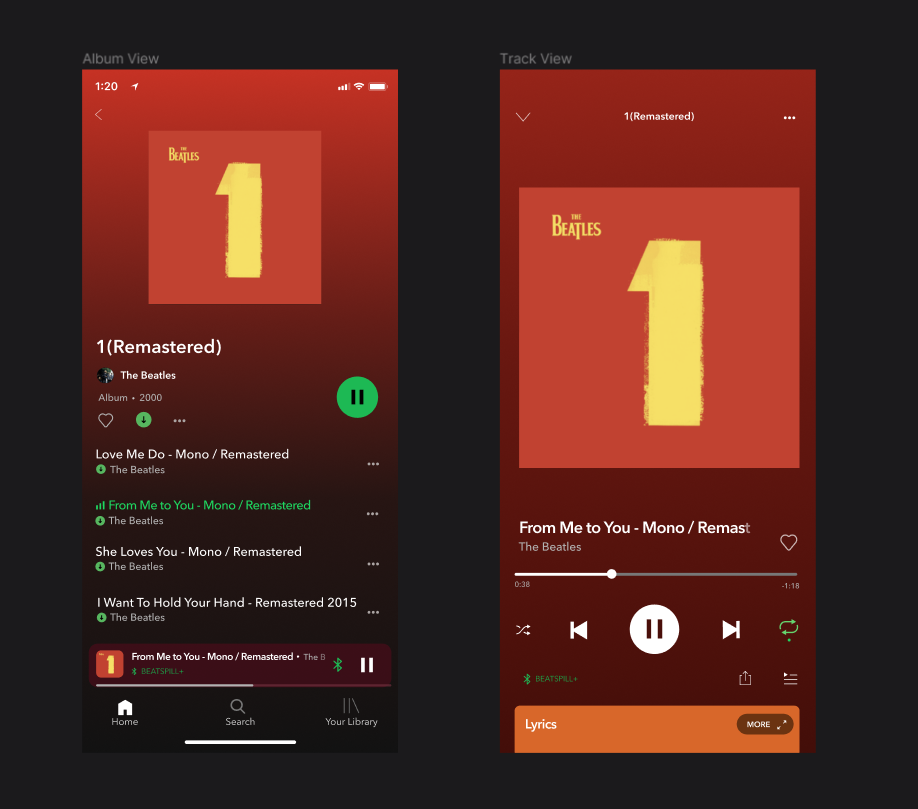 Album View
1:20
THE
BEATLES
1
1(Remastered)
The Beatles
Album • 2000
Love Me Do - Mono / Remastered
The Beatles
From Me to You - Mono / Remastered
The Beatles
She Loves You - Mono / Remastered
The Beatles
I Want To Hold Your Hand - Remastered 2015
The Beatles
1
From Me to You - Mono / Remastered • The B
BEATSPILL+
Home
Search
Your Library
Track View
1(Remastered)
THE
BEATLES
1
From Me to You - Mono / Remast
The Beatles
0:38
-1:18
BEATSPILL+
Lyrics
MORE